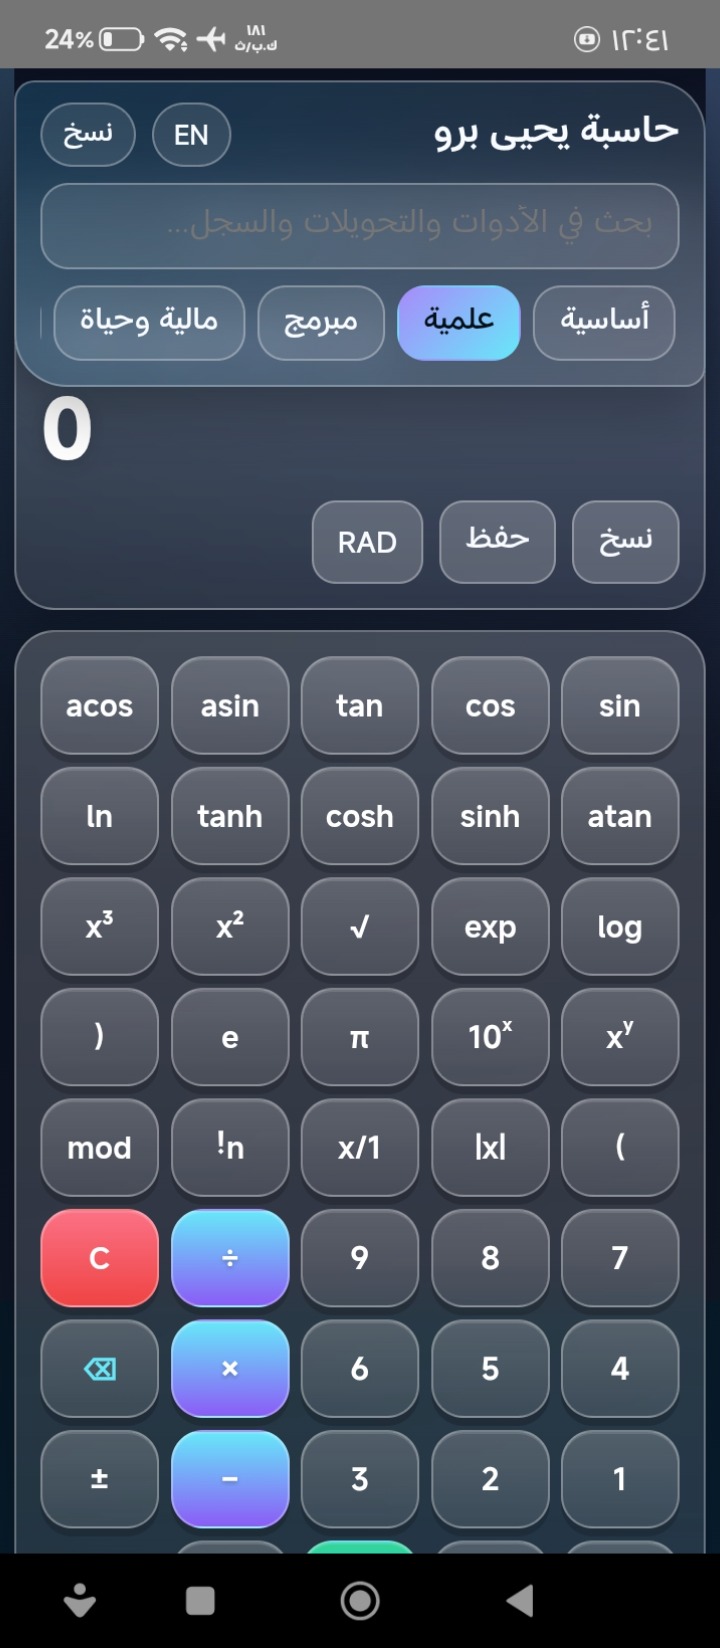 ١٢:٤١ ١٨١ ك.ب/ث 24%
حاسبة يحيى برو EN نسخ
بحث في الأدوات والتحويلات والسجل...
أساسية علمية مبرمج مالية وحياة
0
نسخ حفظ RAD
sin cos tan asin acos
atan sinh cosh tanh ln
log exp √ x² x³
xʸ 10ˣ π e )
( |x| x/1 !n mod
7 8 9 ÷ C
4 5 6 × ⌫
1 2 3 − ±